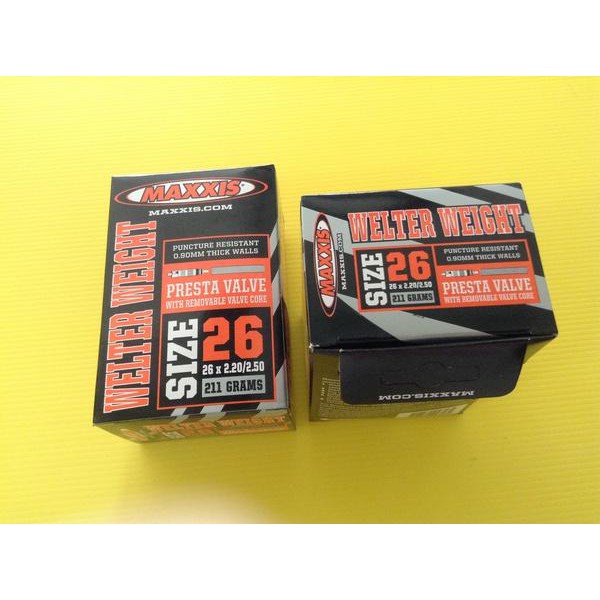 MAXXIS
MAXXIS.COM
WELTER WEIGHT
PUNCTURE RESISTANT
0.90MM THICK WALLS
PRESTA VALVE
WITH REMOVABLE VALVE CORE
SIZE 26
26 x 2.20/2.50
211 GRAMS
WELTER WEIGHT
MAXXIS
MAXXIS.COM
WELTER WEIGHT
PUNCTURE RESISTANT
0.90MM THICK WALLS
SIZE 26
26 x 2.20/2.50
211 GRAMS
PRESTA VALVE
WITH REMOVABLE VALVE CORE
MAXXIS.COM